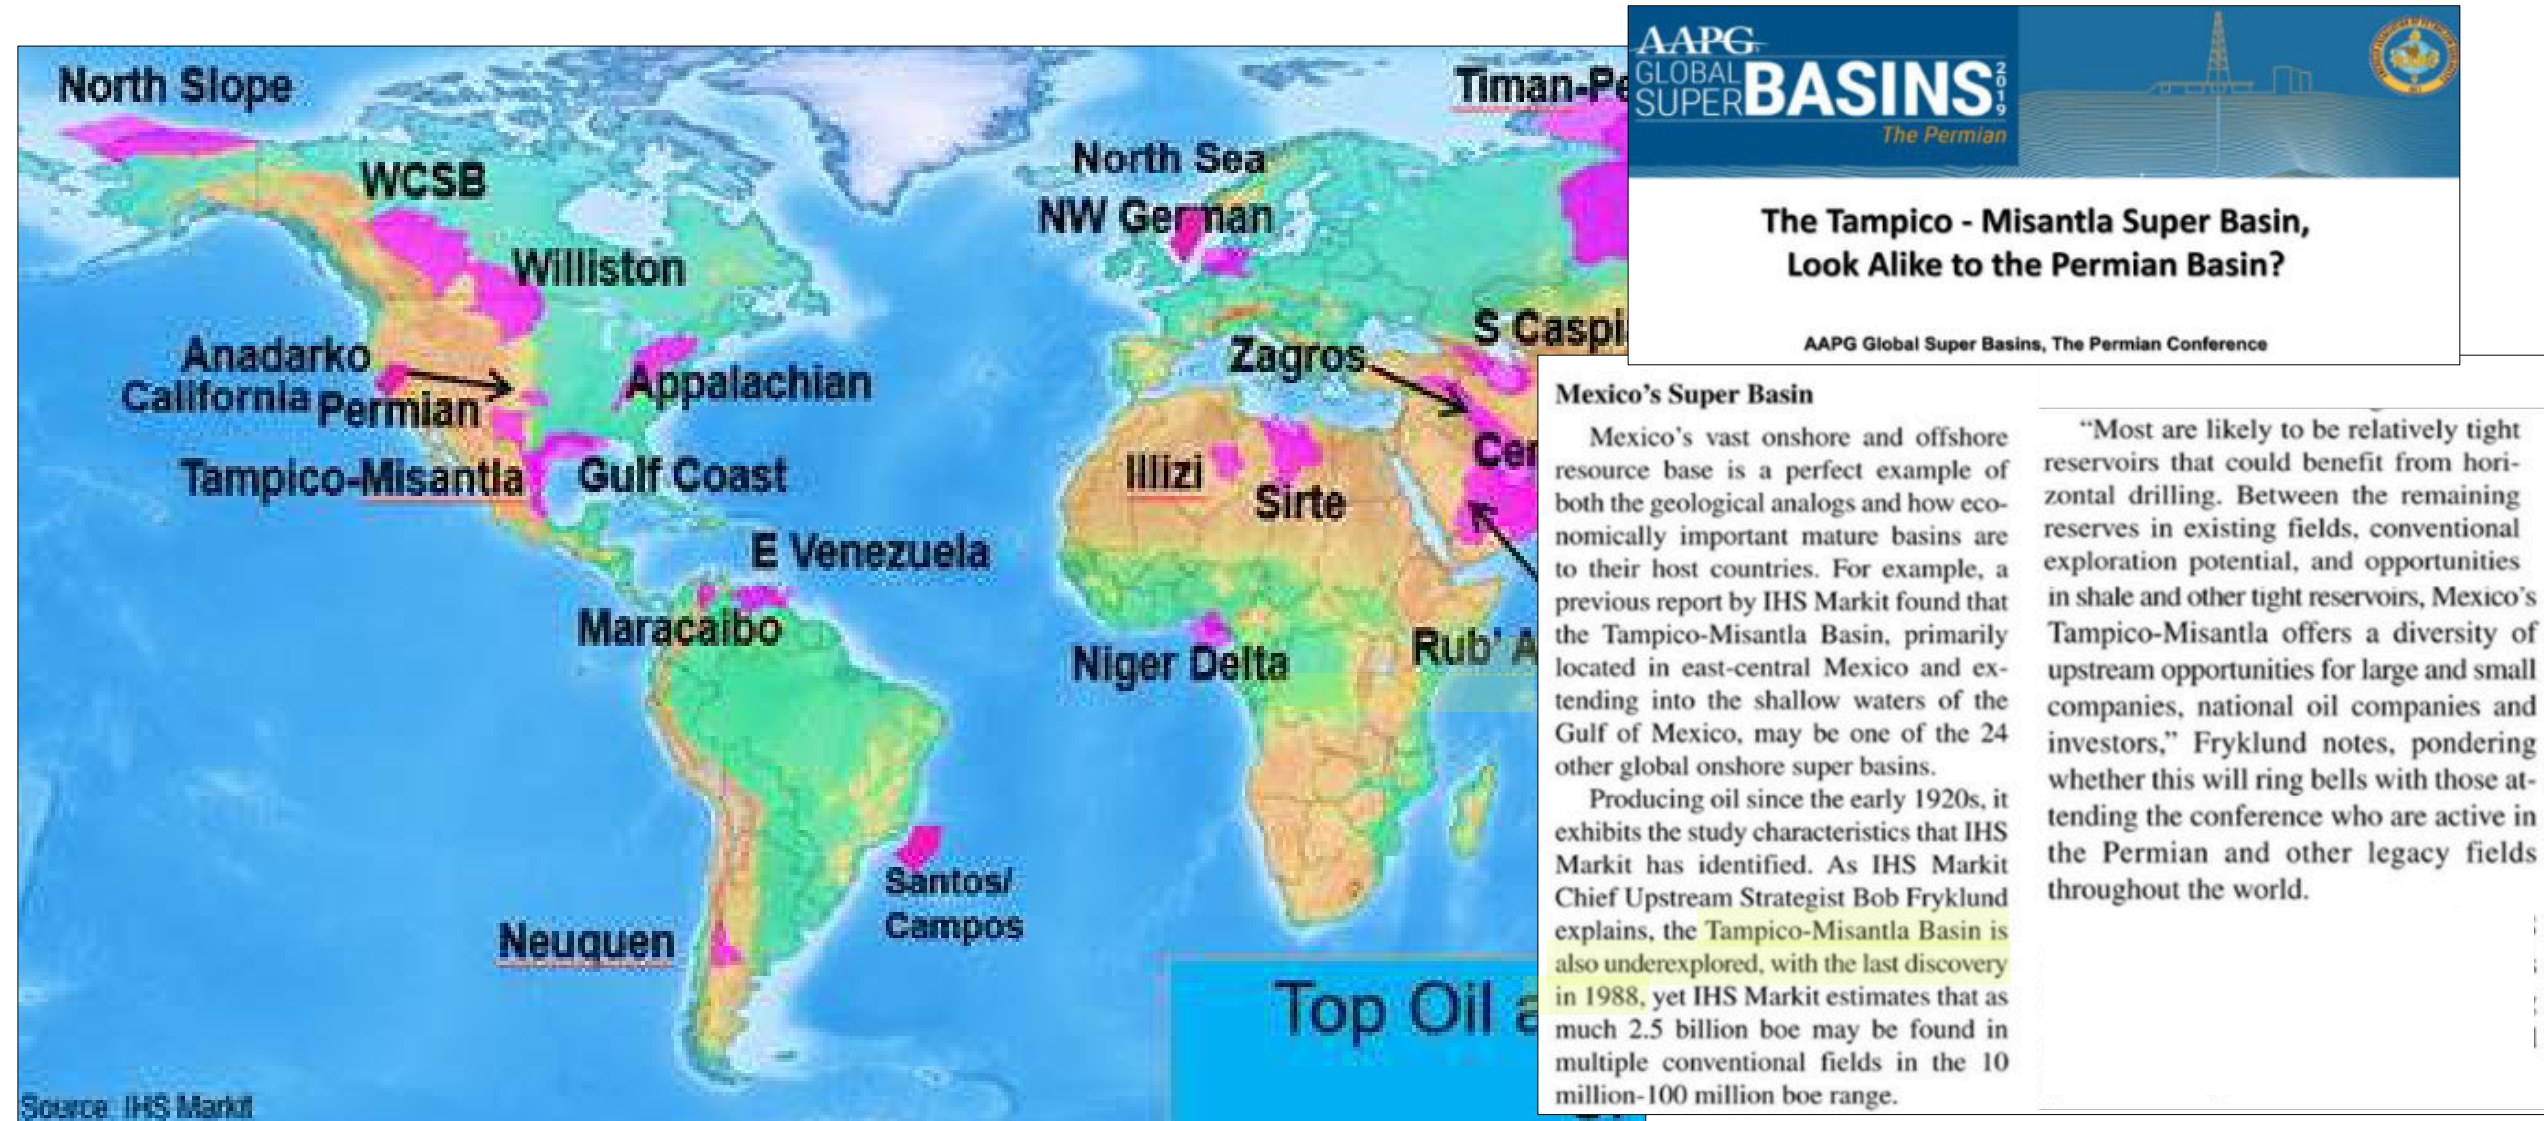 North Slope
WCSB
Williston
Anadarko
California
Permian
Appalachian
Tampico-Misantla
Gulf Coast
E Venezuela
Maracaibo
Neuquen
Santos/
Campos
North Sea
NW German
Zagros
S Caspi
Illizi
Sirte
Niger Delta
Rub' A
Top Oil
Source: IHS Markit
AAPG
GLOBAL
SUPER BASINS 2019
The Permian
The Tampico - Misantla Super Basin,
Look Alike to the Permian Basin?
AAPG Global Super Basins, The Permian Conference
Mexico's Super Basin
Mexico's vast onshore and offshore
resource base is a perfect example of
both the geological analogs and how eco-
nomically important mature basins are
to their host countries. For example, a
previous report by IHS Markit found that
the Tampico-Misantla Basin, primarily
located in east-central Mexico and ex-
tending into the shallow waters of the
Gulf of Mexico, may be one of the 24
other global onshore super basins.
Producing oil since the early 1920s, it
exhibits the study characteristics that IHS
Markit has identified. As IHS Markit
Chief Upstream Strategist Bob Fryklund
explains, the Tampico-Misantla Basin is
also underexplored, with the last discovery
in 1988, yet IHS Markit estimates that as
much 2.5 billion boe may be found in
multiple conventional fields in the 10
million-100 million boe range.
"Most are likely to be relatively tight
reservoirs that could benefit from hori-
zontal drilling. Between the remaining
reserves in existing fields, conventional
exploration potential, and opportunities
in shale and other tight reservoirs, Mexico's
Tampico-Misantla offers a diversity of
upstream opportunities for large and small
companies, national oil companies and
investors," Fryklund notes, pondering
whether this will ring bells with those at-
tending the conference who are active in
the Permian and other legacy fields
throughout the world.